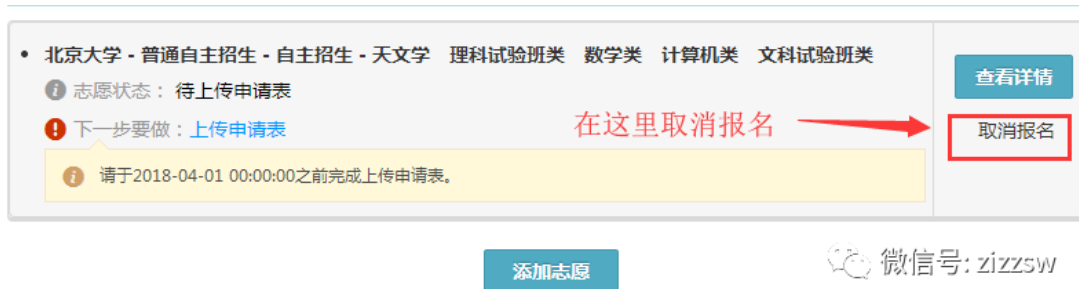 北京大学 - 普通自主招生 - 自主招生 - 天文学 理科试验班类 数学类 计算机类 文科试验班类
志愿状态： 待上传申请表
下一步要做：上传申请表
请于2018-04-01 00:00:00之前完成上传申请表。
在这里取消报名
查看详情
取消报名
添加志愿
微信号: zizzsw